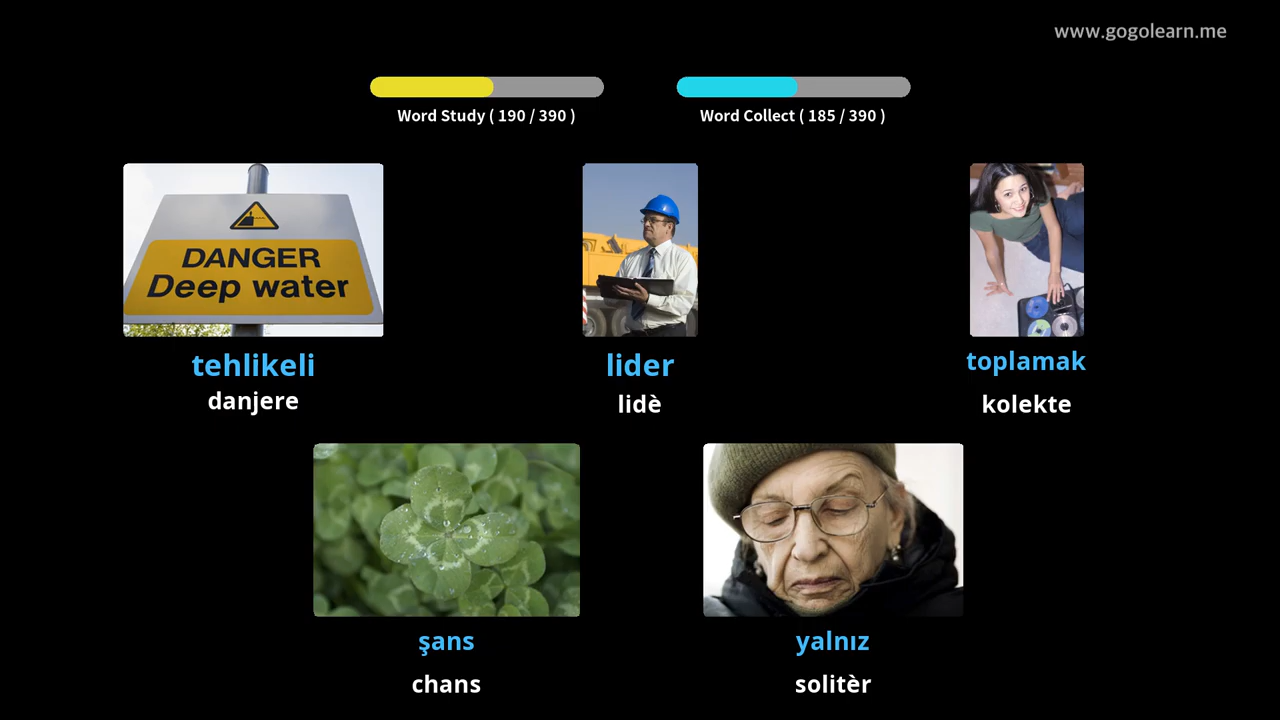 www.gogolearn.me
Word Study ( 190 / 390 )
Word Collect ( 185 / 390 )
DANGER
Deep water
tehlikeli
danjere
lider
lidè
toplamak
kolekte
şans
chans
yalnız
solitèr